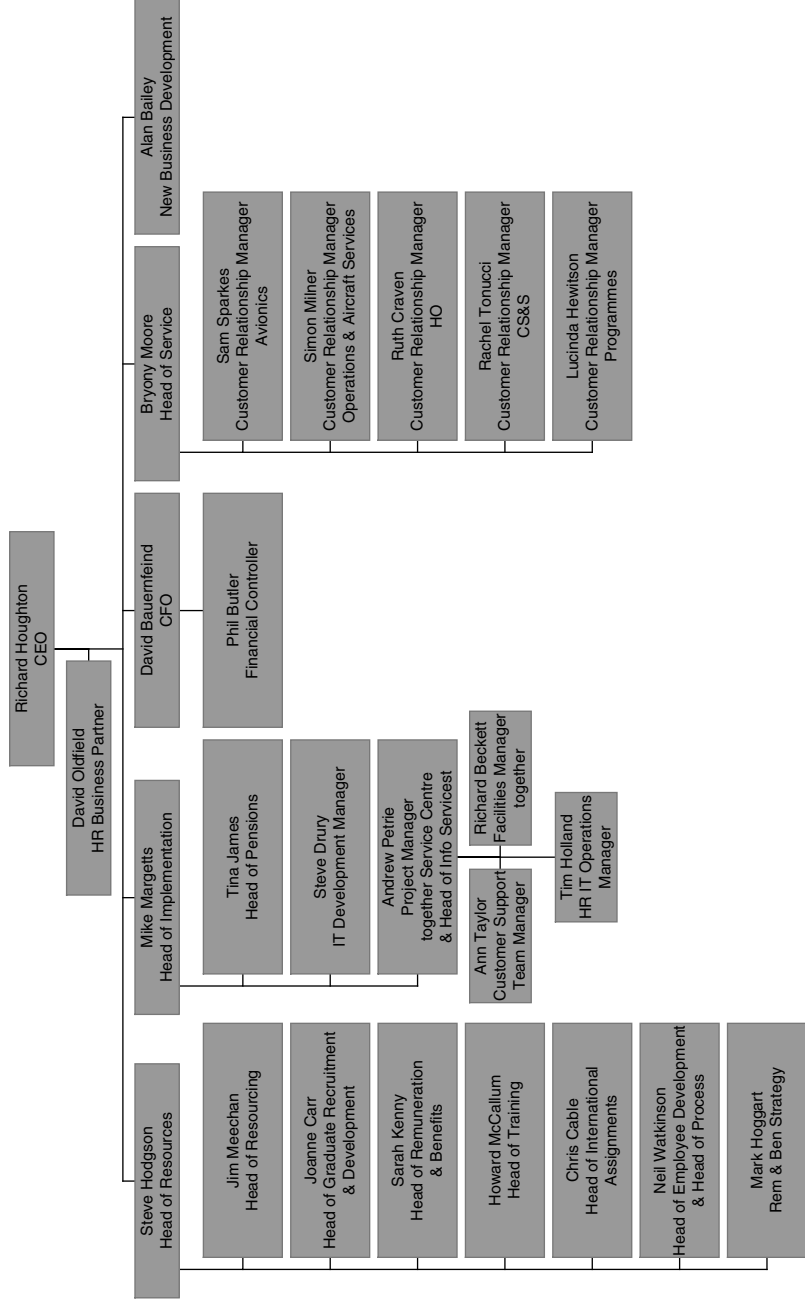 Richard Houghton
CEO
David Oldfield
HR Business Partner
Steve Hodgson
Head of Resources
Mike Margetts
Head of Implementation
David Bauernfeind
CFO
Bryony Moore
Head of Service
Alan Bailey
New Business Development
Jim Meechan
Head of Resourcing
Joanne Carr
Head of Graduate Recruitment
& Development
Sarah Kenny
Head of Remuneration
& Benefits
Howard McCallum
Head of Training
Chris Cable
Head of International
Assignments
Neil Watkinson
Head of Employee Development
& Head of Process
Mark Hoggart
Rem & Ben Strategy
Tina James
Head of Pensions
Steve Drury
IT Development Manager
Andrew Petrie
Project Manager
together Service Centre
& Head of Info Servicest
Ann Taylor
Customer Support
Team Manager
Richard Beckett
Facilities Manager
together
Tim Holland
HR IT Operations
Manager
Phil Butler
Financial Controller
Sam Sparkes
Customer Relationship Manager
Avionics
Simon Milner
Customer Relationship Manager
Operations & Aircraft Services
Ruth Craven
Customer Relationship Manager
HO
Rachel Tonucci
Customer Relationship Manager
CS&S
Lucinda Hewitson
Customer Relationship Manager
Programmes